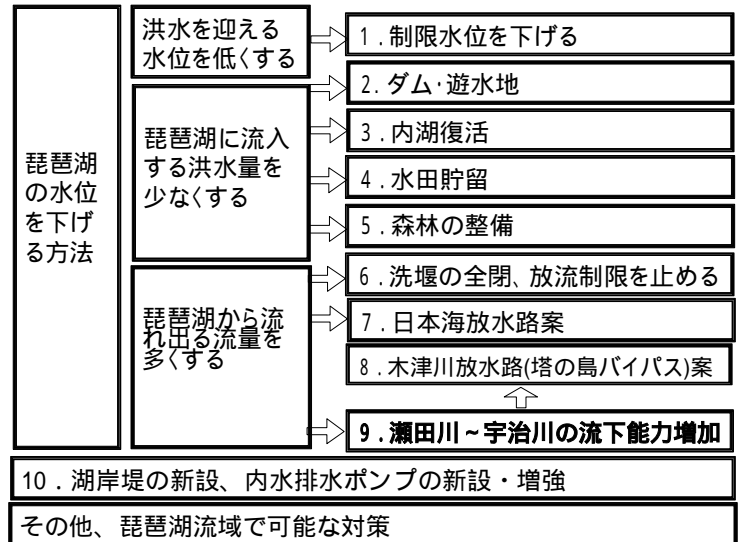 琵琶湖
の水位
を下げ
る方法
洪水を迎える
水位を低くする
1．制限水位を下げる
琵琶湖に流入
する洪水量を
少なくする
2．ダム・遊水地
3．内湖復活
4．水田貯留
5．森林の整備
琵琶湖から流
れ出る流量を
多くする
6．洗堰の全閉、放流制限を止める
7．日本海放水路案
8．木津川放水路(塔の島バイパス)案
9．瀬田川～宇治川の流下能力増加
10．湖岸堤の新設、内水排水ポンプの新設・増強
その他、琵琶湖流域で可能な対策